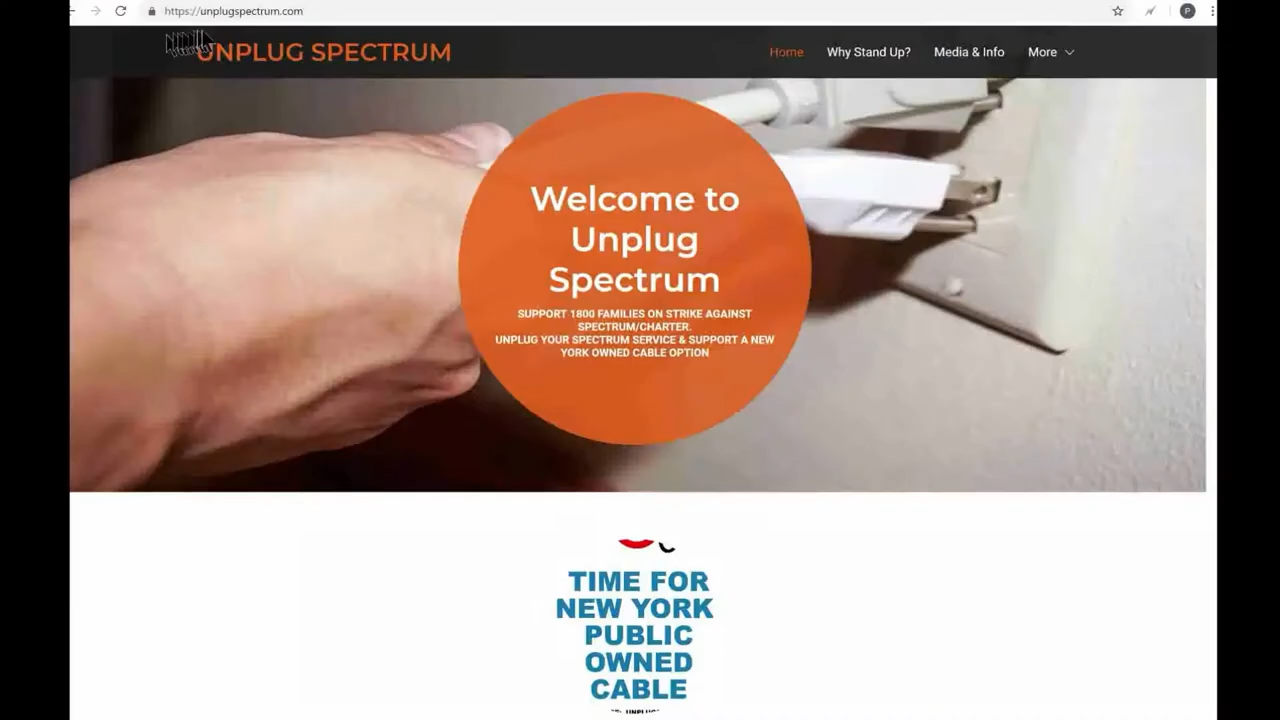 https://unplugspectrum.com
P
UNPLUG SPECTRUM
Home Why Stand Up? Media & Info More
Welcome to
Unplug
Spectrum
SUPPORT 1800 FAMILIES ON STRIKE AGAINST
SPECTRUM/CHARTER.
UNPLUG YOUR SPECTRUM SERVICE & SUPPORT A NEW
YORK OWNED CABLE OPTION
TIME FOR
NEW YORK
PUBLIC
OWNED
CABLE